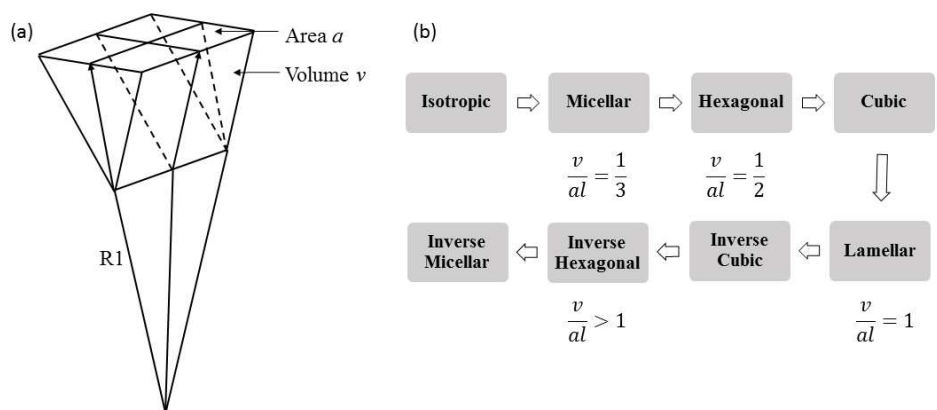 (a)
Area a
Volume v
R1
(b)
Isotropic
Micellar
Hexagonal
Cubic
v/al = 1/3
v/al = 1/2
Inverse Micellar
Inverse Hexagonal
Inverse Cubic
Lamellar
v/al > 1
v/al = 1